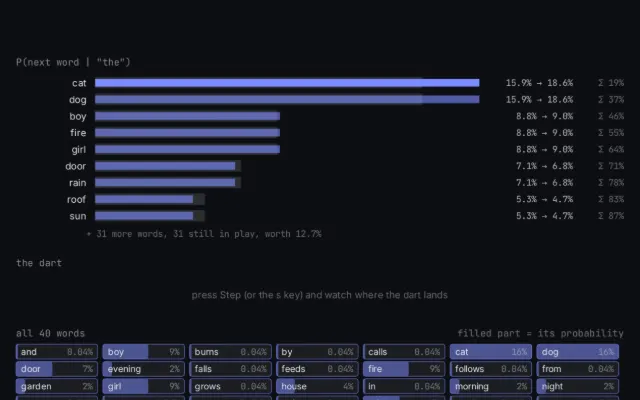 P(next word | "the")
cat 15.9% → 18.6% Σ 19%
dog 15.9% → 18.6% Σ 37%
boy 8.8% → 9.0% Σ 46%
fire 8.8% → 9.0% Σ 55%
girl 8.8% → 9.0% Σ 64%
door 7.1% → 6.8% Σ 71%
rain 7.1% → 6.8% Σ 78%
roof 5.3% → 4.7% Σ 83%
sun 5.3% → 4.7% Σ 87%
+ 31 more words, 31 still in play, worth 12.7%
the dart
press Step (or the s key) and watch where the dart lands
all 40 words filled part = its probability
and 0.04% boy 9% burns 0.04% by 0.04% calls 0.04% cat 16% dog 16%
door 7% evening 2% falls 0.04% feeds 0.04% fire 9% follows 0.04% from 0.04%
garden 2% girl 9% grows 0.04% house 4% in 0.04% morning 2% night 2%